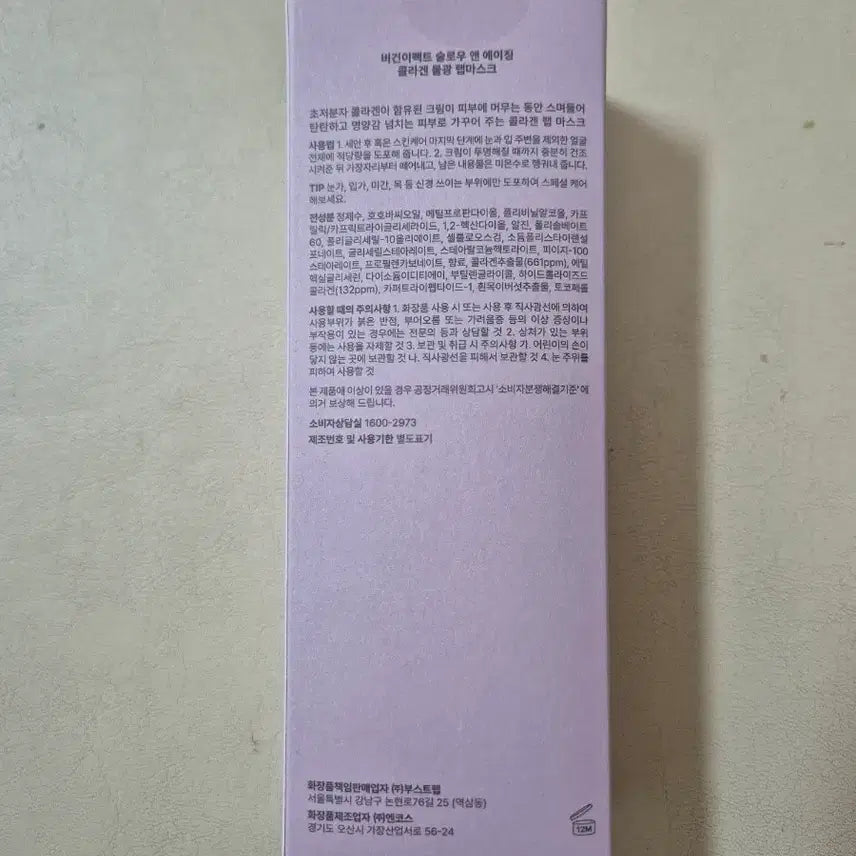 버건이펙트 슬로우 앤 에이징
콜라겐 물광 랩마스크
초저분자 콜라겐이 함유된 크림이 피부에 머무는 동안 스며들어
탄탄하고 영양감 넘치는 피부로 가꾸어 주는 콜라겐 랩 마스크
사용법 1. 세안 후 혹은 스킨케어 마지막 단계에 눈과 입 주변을 제외한 얼굴
전체에 적당량을 도포해 줍니다. 2. 크림이 투명해질 때까지 충분히 건조
시켜준 뒤 가장자리부터 떼어내고, 남은 내용물은 미온수로 헹궈내 줍니다.
TIP 눈가, 입가, 미간, 목 등 신경 쓰이는 부위에만 도포하여 스페셜 케어
해보세요.
전성분 정제수, 호호바씨오일, 메틸프로판다이올, 폴리비닐알코올, 카프
릴릭/카프릭트라이글리세라이드, 1,2-헥산다이올, 알진, 폴리솔베이트
60, 폴리글리세릴-10올리에이트, 셀룰로오스검, 소듐폴리스타이렌설
포네이트, 글리세릴스테아레이트, 스테아랄코늄헥토라이트, 피이지-100
스테아레이트, 프로필렌카보네이트, 향료, 콜라겐추출물(661ppm), 에틸
헥실글리세린, 다이소듐이디티에이, 부틸렌글라이콜, 하이드롤라이즈드
콜라겐(132ppm), 카퍼트라이펩타이드-1, 흰목이버섯추출물, 토코페롤
사용할 때의 주의사항 1. 화장품 사용 시 또는 사용 후 직사광선에 의하여
사용부위가 붉은 반점, 부어오름 또는 가려움증 등의 이상 증상이나
부작용이 있는 경우에는 전문의 등과 상담할 것 2. 상처가 있는 부위
등에는 사용을 자제할 것 3. 보관 및 취급 시 주의사항 가. 어린이의 손이
닿지 않는 곳에 보관할 것 나. 직사광선을 피해서 보관할 것 4. 눈 주위를
피하여 사용할 것
본 제품에 이상이 있을 경우 공정거래위원회고시 '소비자분쟁해결기준'에
의거 보상해 드립니다.
소비자상담실 1600-2973
제조번호 및 사용기한 별도표기
화장품책임판매업자 (주)부스트랩
서울특별시 강남구 논현로76길 25 (역삼동)
화장품제조업자 (주)엔코스
경기도 오산시 가장산업서로 56-24
12M